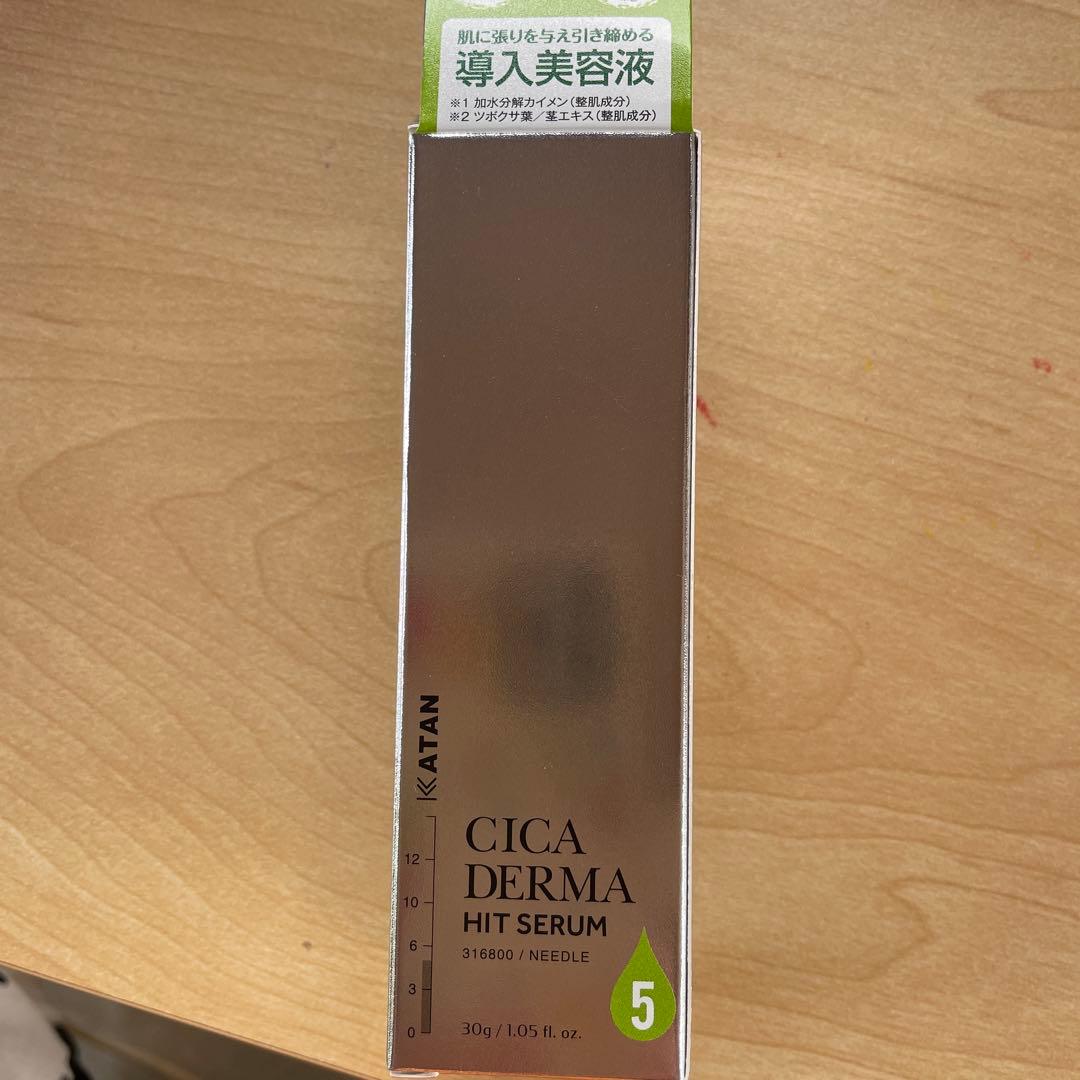 肌に張りを与え引き締める
導入美容液
※1 加水分解カイメン(整肌成分)
※2 ツボクサ葉/茎エキス(整肌成分)
KATAN
12
10
6
3
0
CICA
DERMA
HIT SERUM
316800 / NEEDLE
5
30g / 1.05 fl. oz.